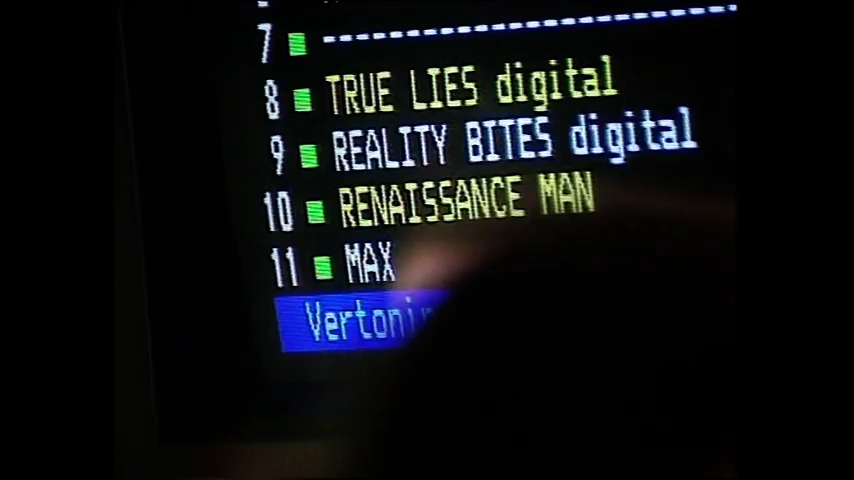 7 --------------------------
8 TRUE LIES digital
9 REALITY BITES digital
10 RENAISSANCE MAN
11 MAX